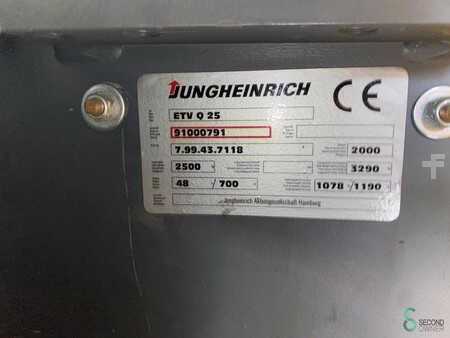 JUNGHEINRICH CE
ETV Q 25
91000791
7.99.43.7118 2000
2500 3290
48 / 700 1078 / 1190
Jungheinrich Aktiengesellschaft Hamburg
SECOND OWNER